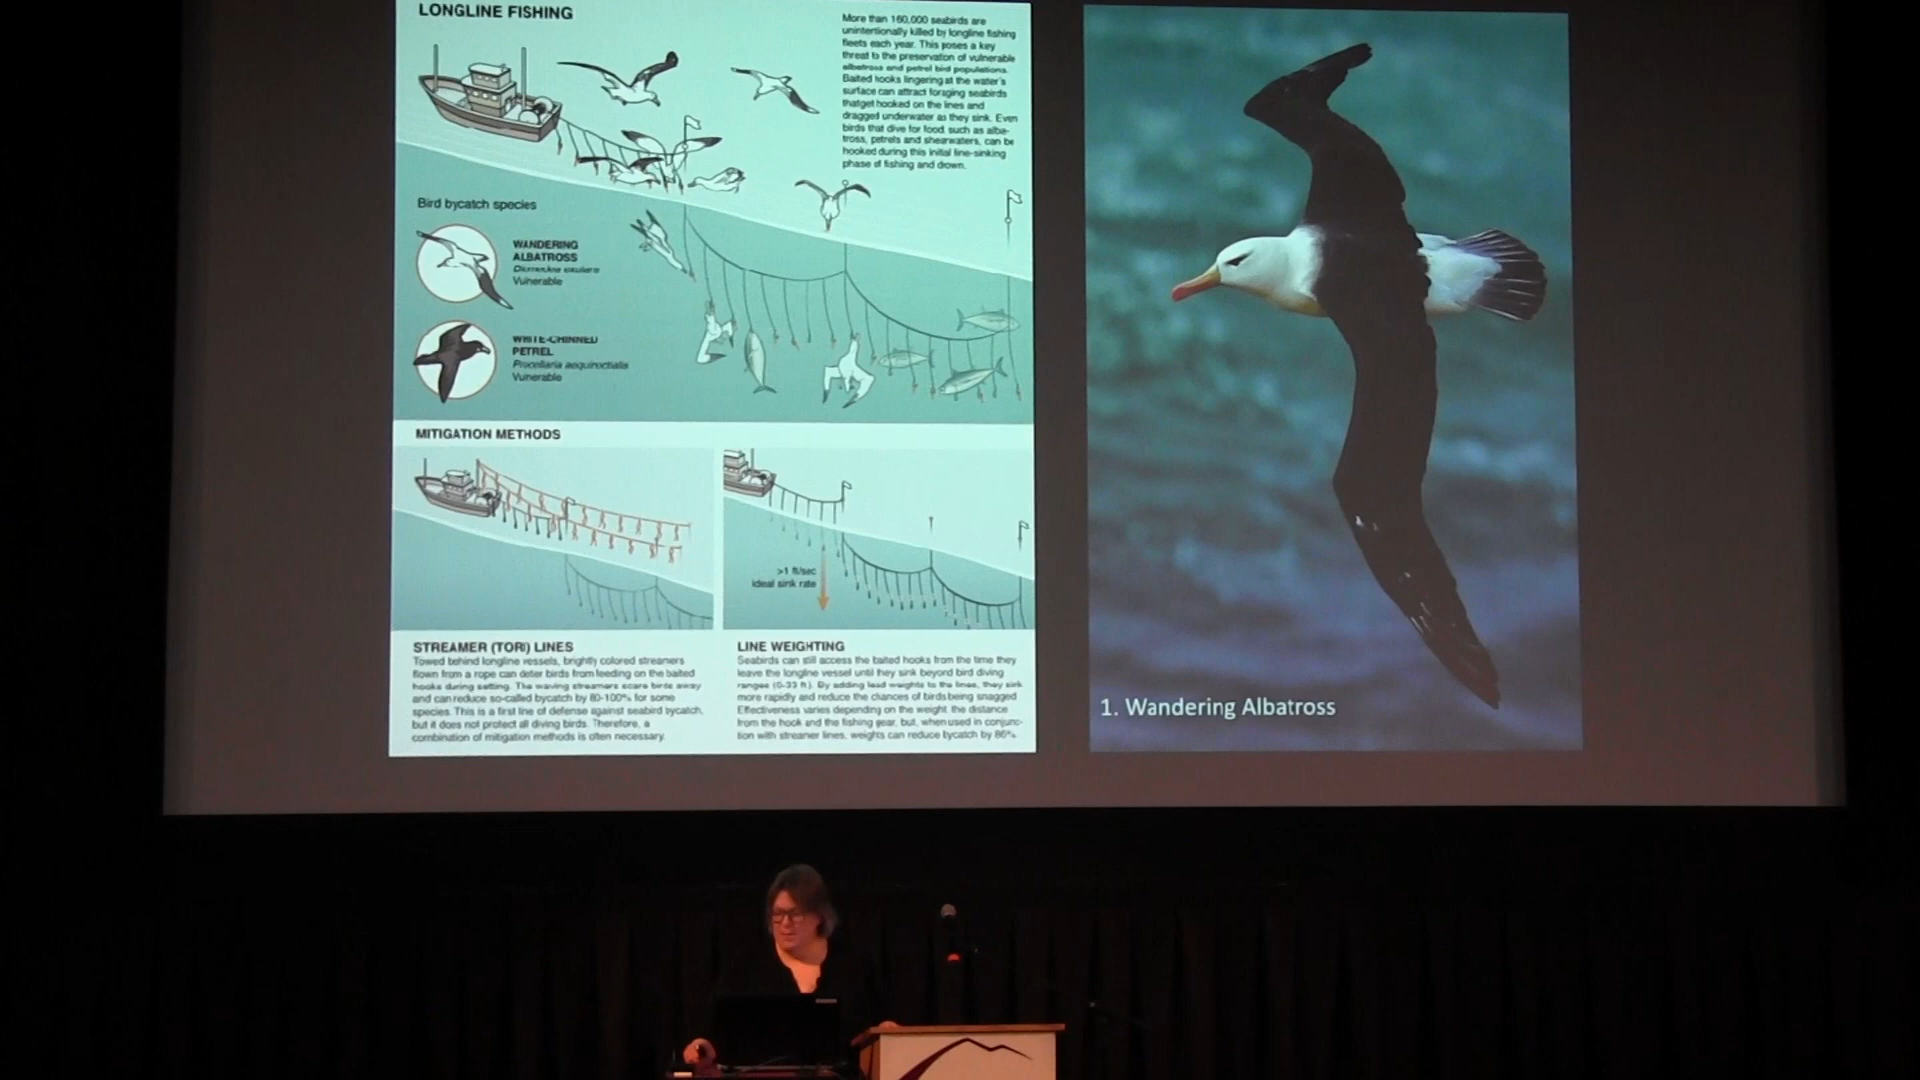 LONGLINE FISHING
More than 160,000 seabirds are
unintentionally killed by longline fishing
fleets each year. This poses a key
threat to the preservation of vulnerable
albatross and petrel bird populations.
Baited hooks lingering at the water's
surface can attract foraging seabirds
thatget hooked on the lines and
dragged underwater as they sink. Even
birds that dive for food, such as alba-
tross, petrels and shearwaters, can be
hooked during this initial line-sinking
phase of fishing and drown.
Bird bycatch species
WANDERING
ALBATROSS
Vulnerable
WHITE-CHINNED
PETREL
Procellaria aequinoctialis
Vulnerable
MITIGATION METHODS
>1 ft/sec
ideal sink rate
STREAMER (TORI) LINES
Towed behind longline vessels, brightly colored streamers
flown from a rope can deter birds from feeding on the baited
hooks during setting. The waving streamers scare birds away
and can reduce so-called bycatch by 80-100% for some
species. This is a first line of defense against seabird bycatch,
but it does not protect all diving birds. Therefore, a
combination of mitigation methods is often necessary.
LINE WEIGHTING
Seabirds can still access the baited hooks from the time they
leave the longline vessel until they sink beyond bird diving
ranges (0-33 ft). By adding lead weights to the lines, they sink
more rapidly and reduce the chances of birds being snagged
Effectiveness varies depending on the weight, the distance
from the hook and the fishing gear, but, when used in conjunc-
tion with streamer lines, weights can reduce bycatch by 86%.
1. Wandering Albatross